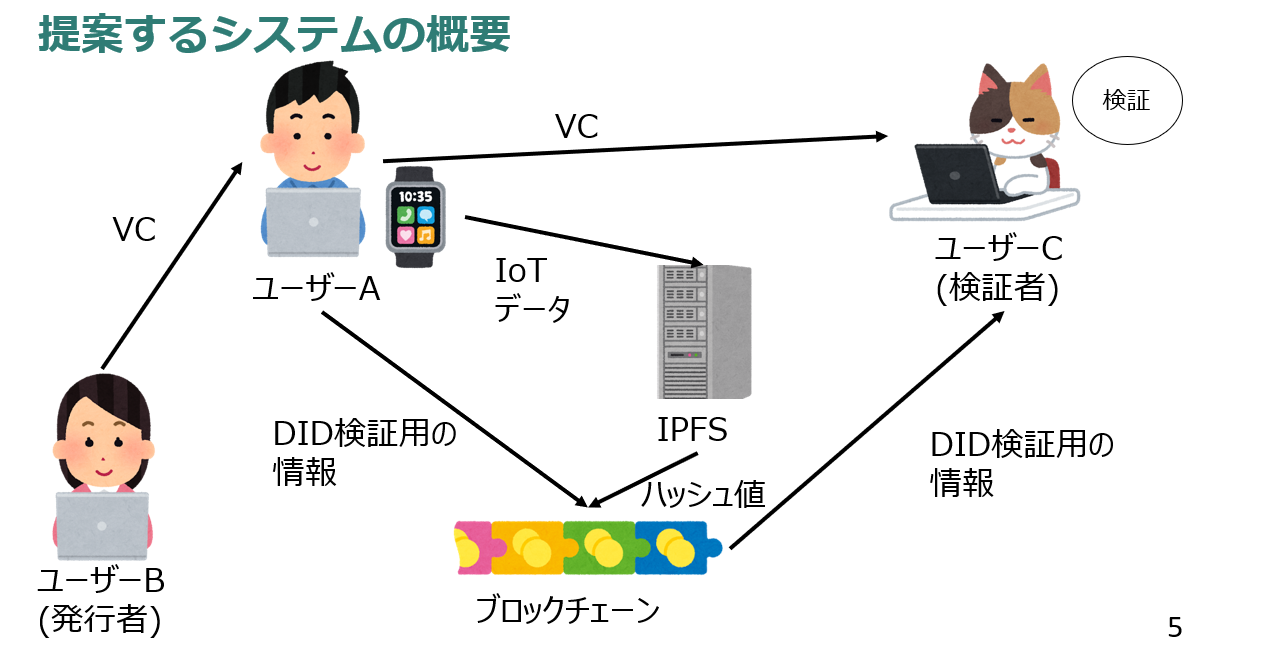 提案するシステムの概要
検証
VC
10:35
VC
ユーザーC
(検証者)
IoT
データ
ユーザーA
IPFS
DID検証用の
情報
DID検証用の
情報
ハッシュ値
ユーザーB
(発行者)
ブロックチェーン
5